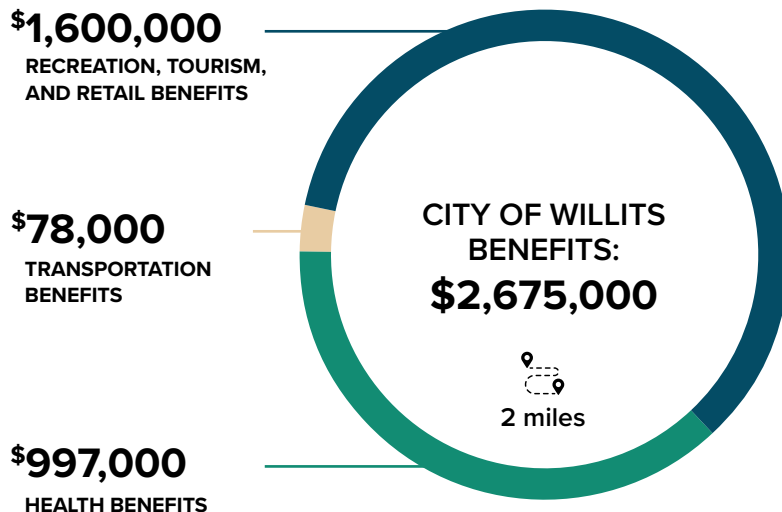 $1,600,000
RECREATION, TOURISM,
AND RETAIL BENEFITS
$78,000
TRANSPORTATION
BENEFITS
$997,000
HEALTH BENEFITS
CITY OF WILLITS
BENEFITS:
$2,675,000
2 miles